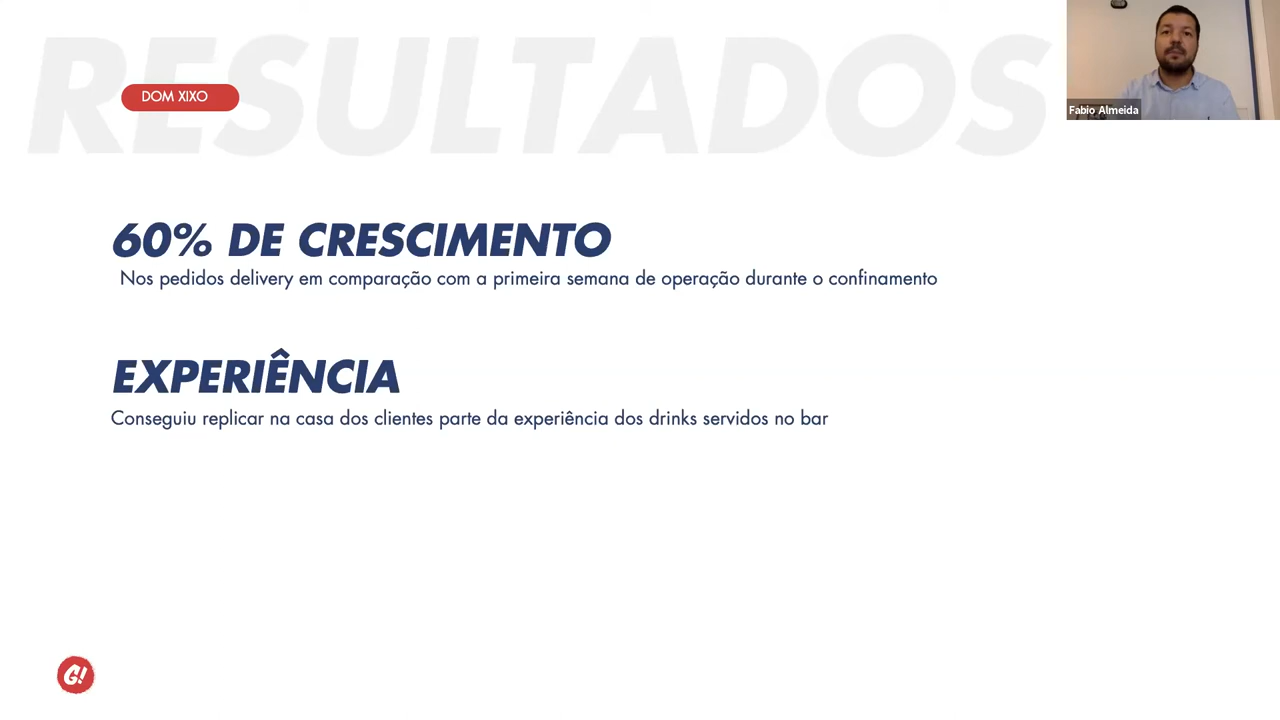 RESULTADOS
DOM XIXO
Fabio Almeida
60% DE CRESCIMENTO
Nos pedidos delivery em comparação com a primeira semana de operação durante o confinamento
EXPERIÊNCIA
Conseguiu replicar na casa dos clientes parte da experiência dos drinks servidos no bar
G!